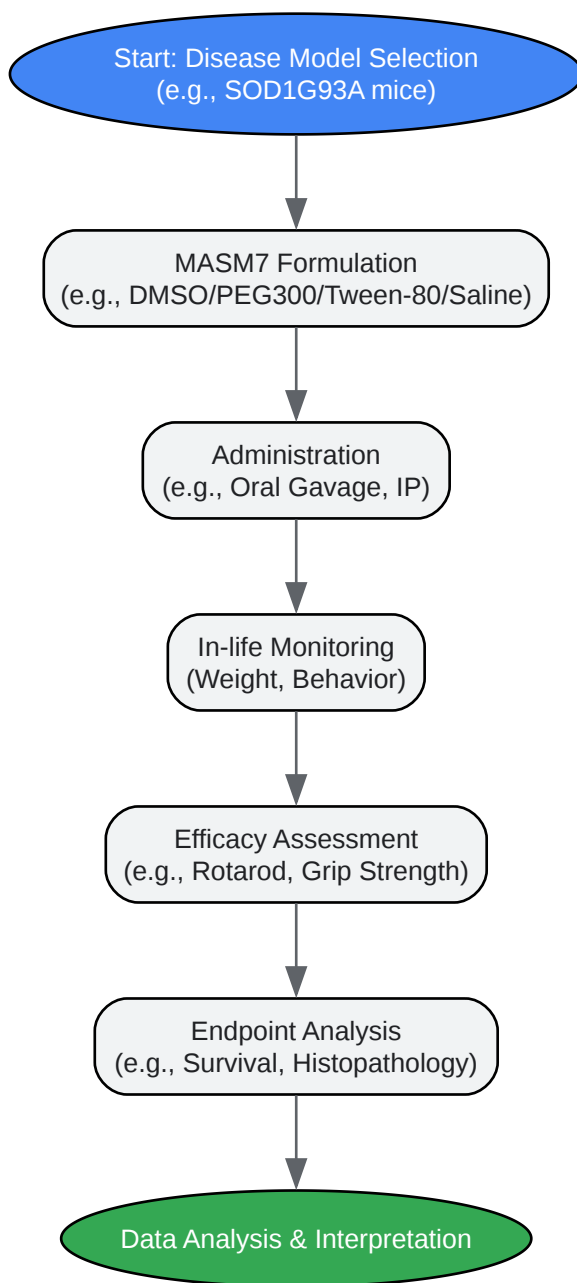 Start: Disease Model Selection
(e.g., SOD1G93A mice)
MASM7 Formulation
(e.g., DMSO/PEG300/Tween-80/Saline)
Administration
(e.g., Oral Gavage, IP)
In-life Monitoring
(Weight, Behavior)
Efficacy Assessment
(e.g., Rotarod, Grip Strength)
Endpoint Analysis
(e.g., Survival, Histopathology)
Data Analysis & Interpretation